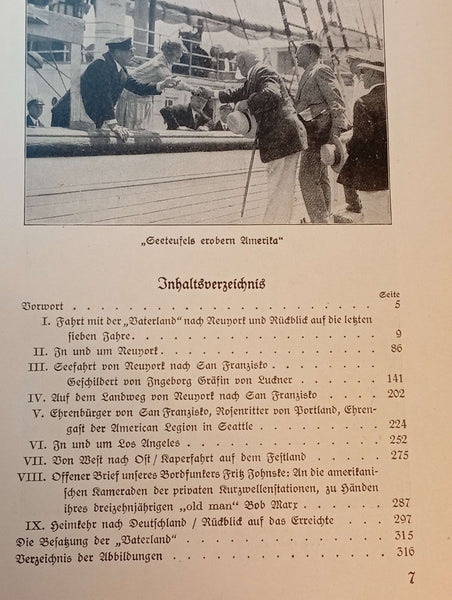 „Seeteufels erobern Amerika“
Inhaltsverzeichnis
Seite
Vorwort . . . . . . . . . . . . . . . . . . . . 5
I. Fahrt mit der „Vaterland“ nach Neuyork und Rückblick auf die letzten
sieben Jahre. . . . . . . . . . . . . . . . . . 9
II. In und um Neuyork. . . . . . . . . . . . . . . . 86
III. Seefahrt von Neuyork nach San Franzisko
Geschildert von Ingeborg Gräfin von Luckner . . . . . 141
IV. Auf dem Landweg von Neuyork nach San Franzisko . . . . 202
V. Ehrenbürger von San Franzisko, Rosenritter von Portland, Ehren-
gast der American Legion in Seattle . . . . . . . . 224
VI. In und um Los Angeles . . . . . . . . . . . . . 252
VII. Von West nach Ost / Kaperfahrt auf dem Festland . . . . 275
VIII. Offener Brief unseres Bordfunkers Fritz Johnske: An die amerikani-
schen Kameraden der privaten Kurzwellenstationen, zu Händen
ihres dreizehnjährigen „old man“ Bob Marx . . . . . 287
IX. Heimkehr nach Deutschland / Rückblick auf das Erreichte . . 297
Die Besatzung der „Vaterland“ . . . . . . . . . . . . . 315
Verzeichnis der Abbildungen . . . . . . . . . . . . . . 316
7